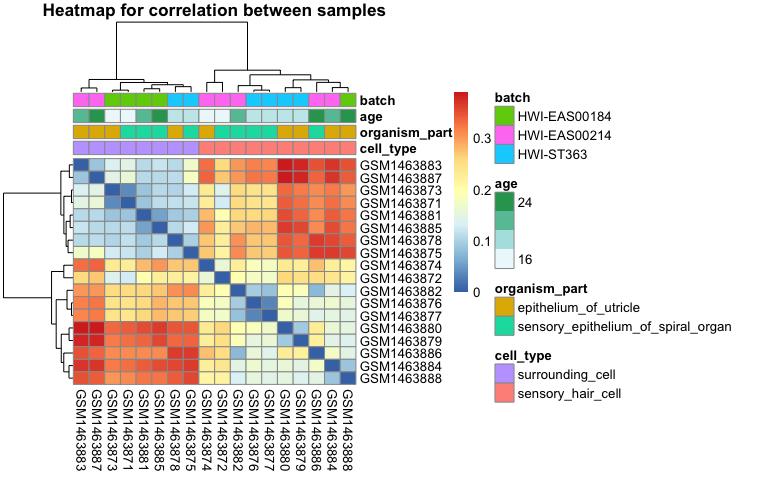 Heatmap for correlation between samples
batch
age
organism_part
cell_type
GSM1463883
GSM1463887
GSM1463873
GSM1463871
GSM1463881
GSM1463885
GSM1463878
GSM1463875
GSM1463874
GSM1463872
GSM1463882
GSM1463876
GSM1463877
GSM1463880
GSM1463879
GSM1463886
GSM1463884
GSM1463888
GSM1463883
GSM1463887
GSM1463873
GSM1463871
GSM1463881
GSM1463885
GSM1463878
GSM1463875
GSM1463874
GSM1463872
GSM1463882
GSM1463876
GSM1463877
GSM1463880
GSM1463879
GSM1463886
GSM1463884
GSM1463888
0.3
0.2
0.1
0
batch
HWI-EAS00184
HWI-EAS00214
HWI-ST363
age
24
16
organism_part
epithelium_of_utricle
sensory_epithelium_of_spiral_organ
cell_type
surrounding_cell
sensory_hair_cell